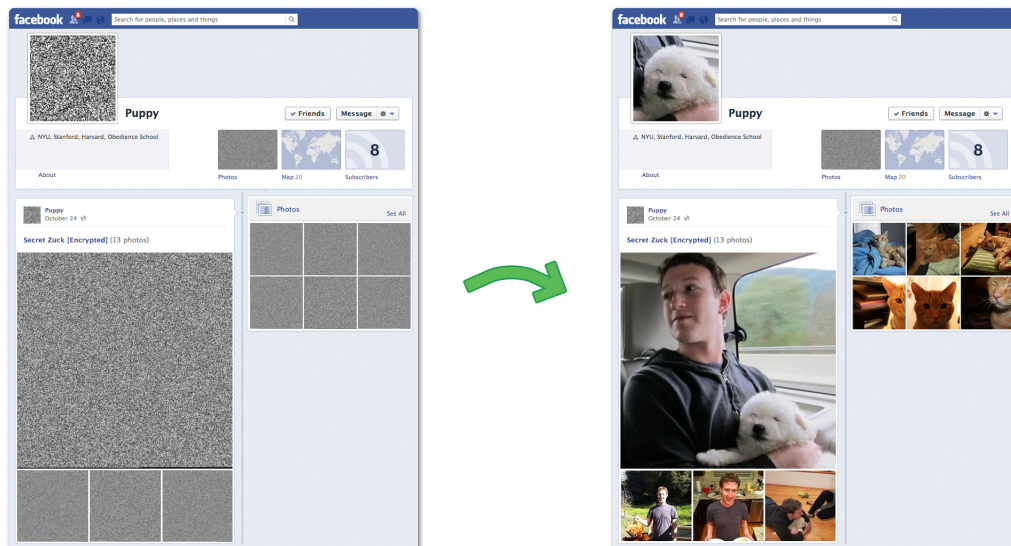 facebook 8 Search for people, places and things
Puppy
Friends Message
NYU, Stanford, Harvard, Obedience School
8
About Photos Map 20 Subscribers
Puppy
October 24
Secret Zuck [Encrypted] (13 photos)
Photos See All
facebook 8 Search for people, places and things
Puppy
Friends Message
NYU, Stanford, Harvard, Obedience School
8
About Photos Map 20 Subscribers
Puppy
October 24
Secret Zuck [Encrypted] (13 photos)
Photos See All